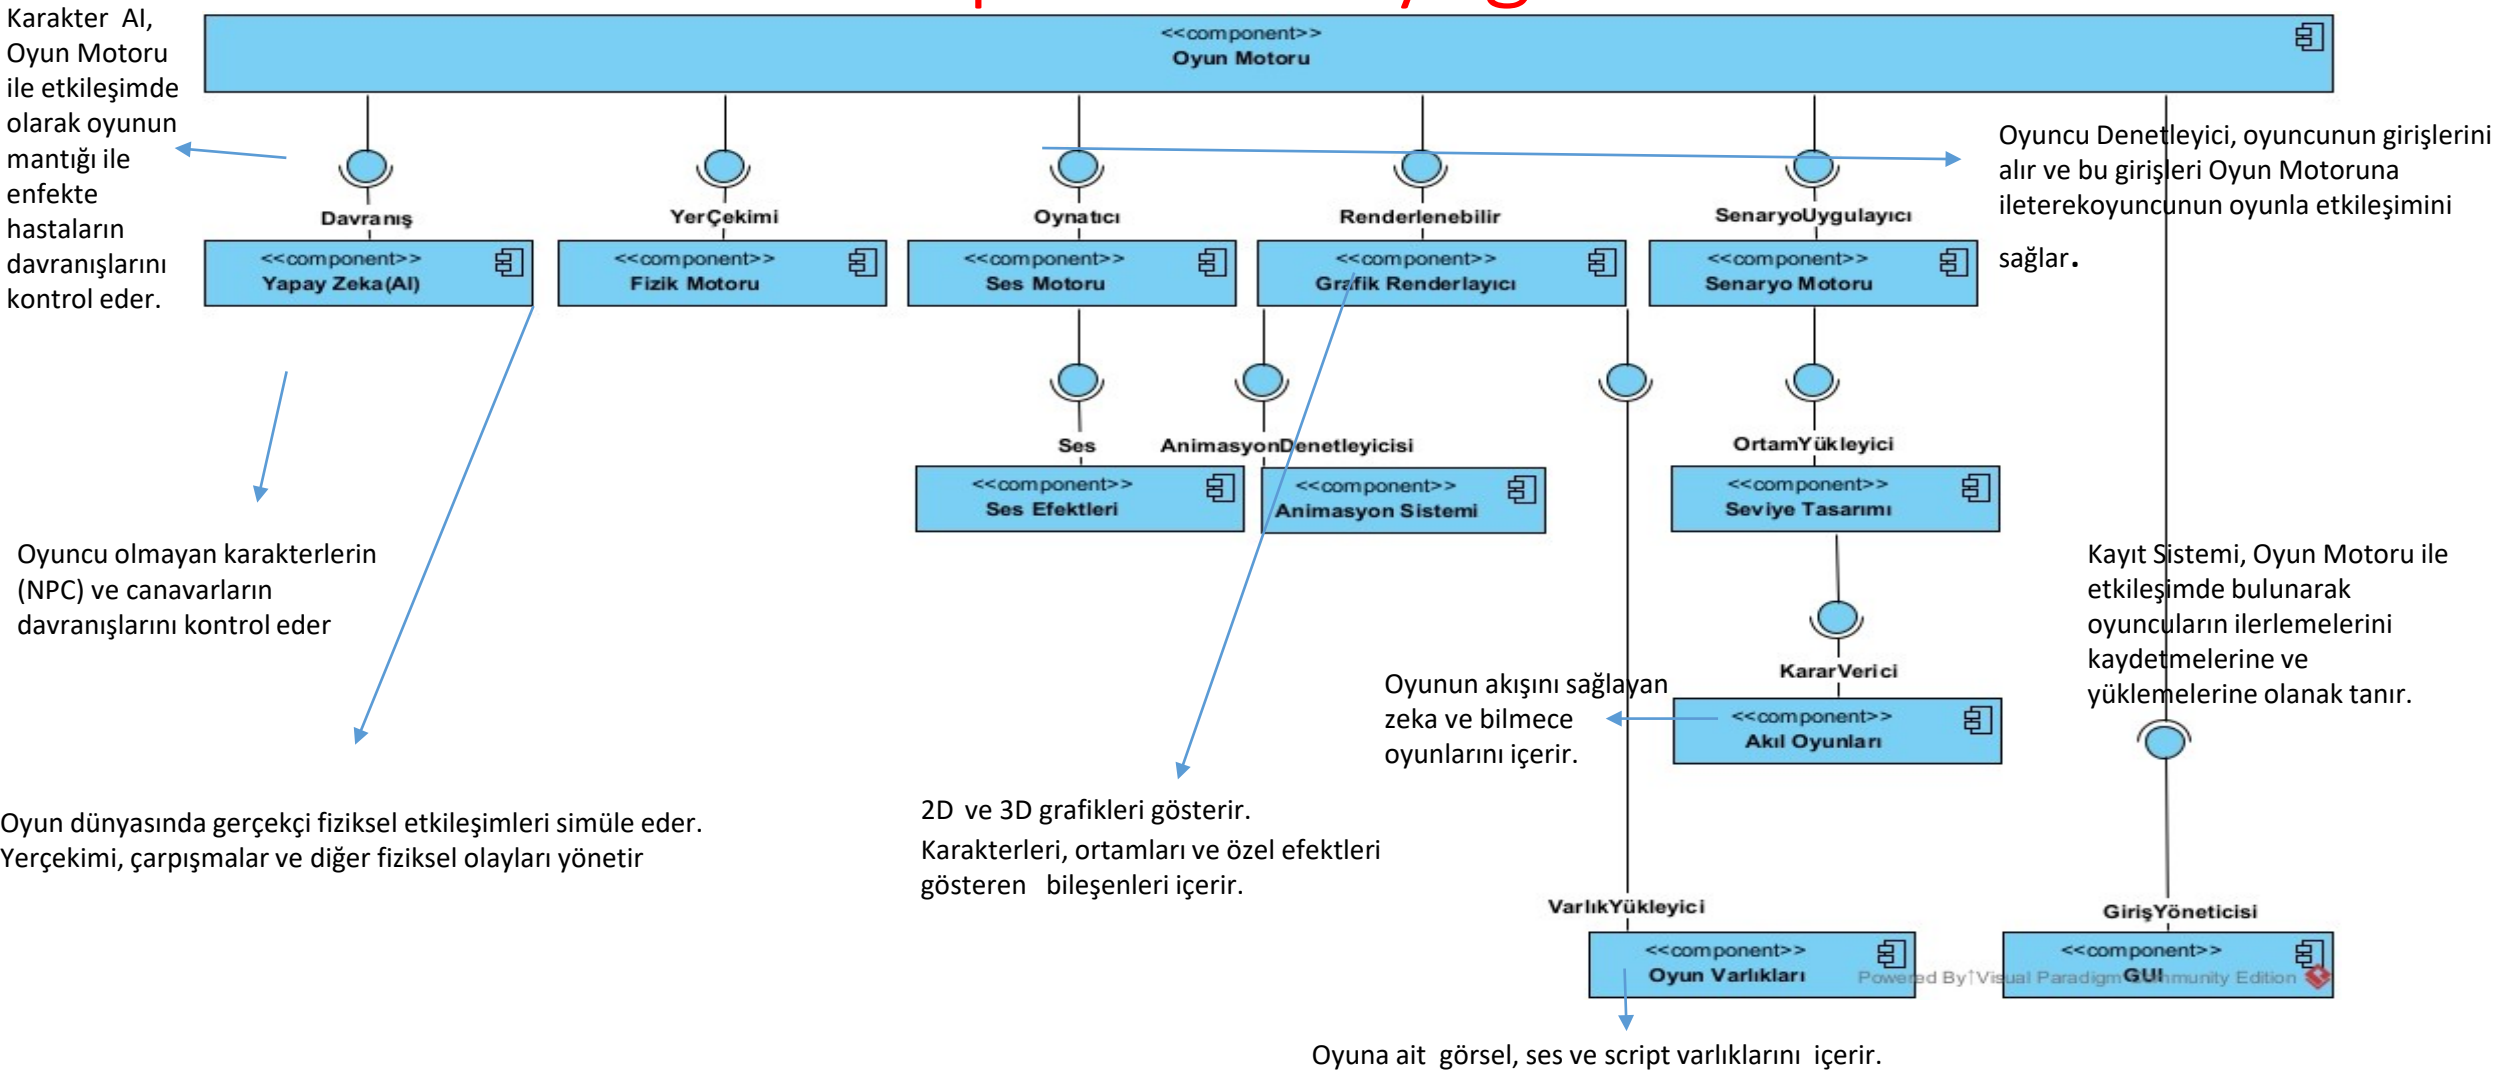 Karakter AI,
Oyun Motoru
ile etkileşimde
olarak oyunun
mantığı ile
enfekte
hastaların
davranışlarını
kontrol eder.
<<component>>
Oyun Motoru
Oyuncu Denetleyici, oyuncunun girişlerini
alır ve bu girişleri Oyun Motoruna
ileterekoyuncunun oyunla etkileşimini
sağlar.
Davranış
YerÇekimi
Oynatıcı
Renderlenebilir
SenaryoUygulayıcı
<<component>>
Yapay Zeka(AI)
<<component>>
Fizik Motoru
<<component>>
Ses Motoru
<<component>>
Grafik Renderlayıcı
<<component>>
Senaryo Motoru
Ses
AnimasyonDenetleyicisi
OrtamYükleyici
<<component>>
Ses Efektleri
<<component>>
Animasyon Sistemi
<<component>>
Seviye Tasarımı
Oyuncu olmayan karakterlerin
(NPC) ve canavarların
davranışlarını kontrol eder
Kayıt Sistemi, Oyun Motoru ile
etkileşimde bulunarak
oyuncuların ilerlemelerini
kaydetmelerine ve
yüklemelerine olanak tanır.
KararVerici
<<component>>
Akıl Oyunları
Oyunun akışını sağlayan
zeka ve bilmece
oyunlarını içerir.
Oyun dünyasında gerçekçi fiziksel etkileşimleri simüle eder.
Yerçekimi, çarpışmalar ve diğer fiziksel olayları yönetir
2D ve 3D grafikleri gösterir.
Karakterleri, ortamları ve özel efektleri
gösteren bileşenleri içerir.
VarlıkYükleyici
GirişYöneticisi
<<component>>
Oyun Varlıkları
<<component>>
GUI
Powered By Visual Paradigm Community Edition
Oyuna ait görsel, ses ve script varlıklarını içerir.